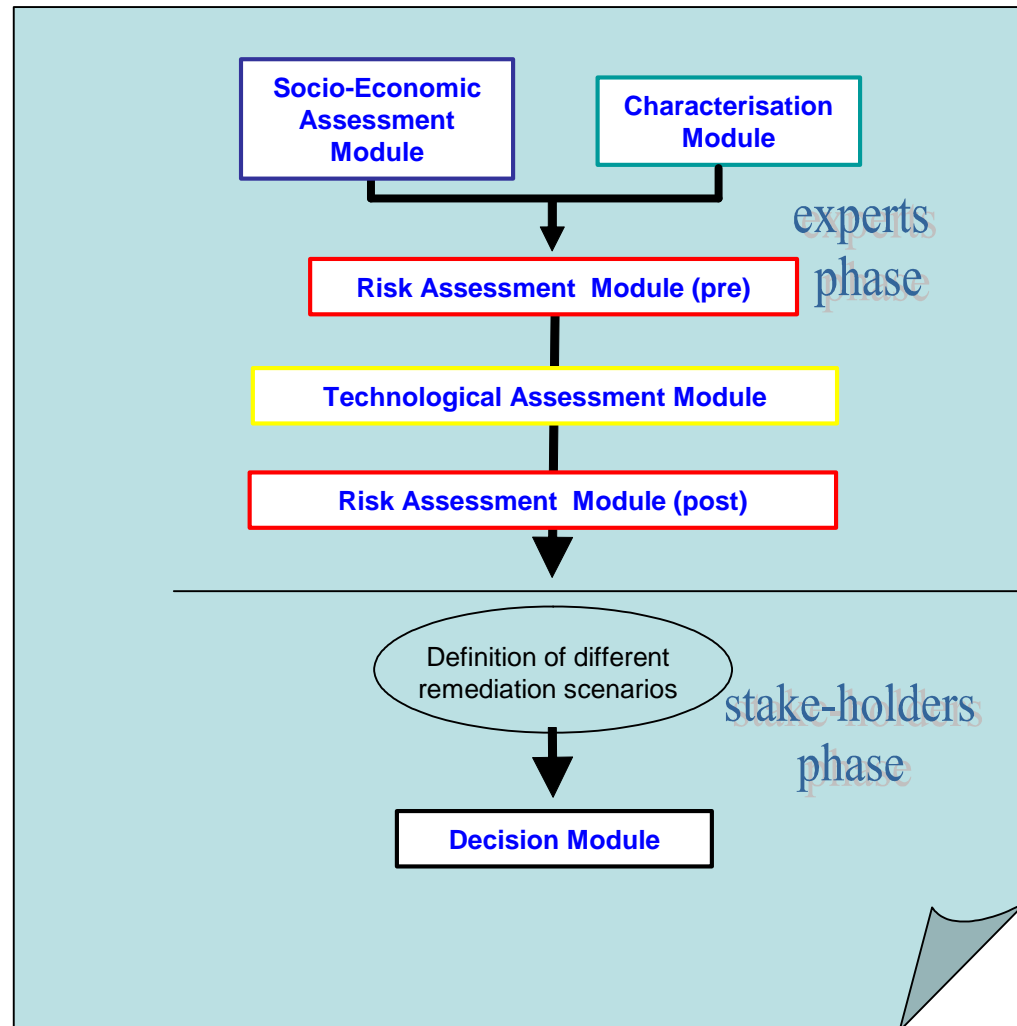 Socio-Economic
Assessment
Module
Characterisation
Module
experts
phase
Risk Assessment Module (pre)
Technological Assessment Module
Risk Assessment Module (post)
Definition of different
remediation scenarios
stake-holders
phase
Decision Module